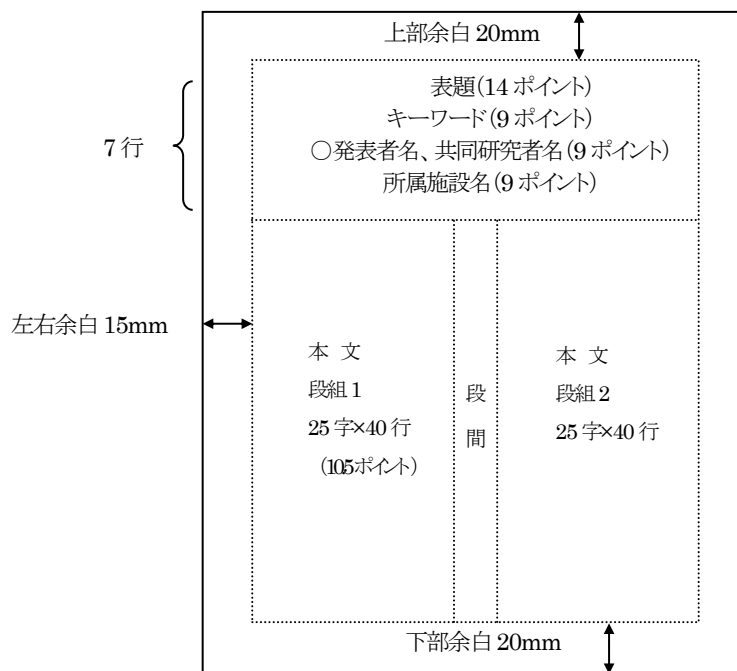 上部余白 20mm
表題(14 ポイント)
キーワード(9 ポイント)
○発表者名、共同研究者名(9 ポイント)
所属施設名(9 ポイント)
7 行
左右余白 15mm
本 文
段組 1
25 字×40 行
(10.5ポイント)
段
間
本 文
段組 2
25 字×40 行
下部余白 20mm